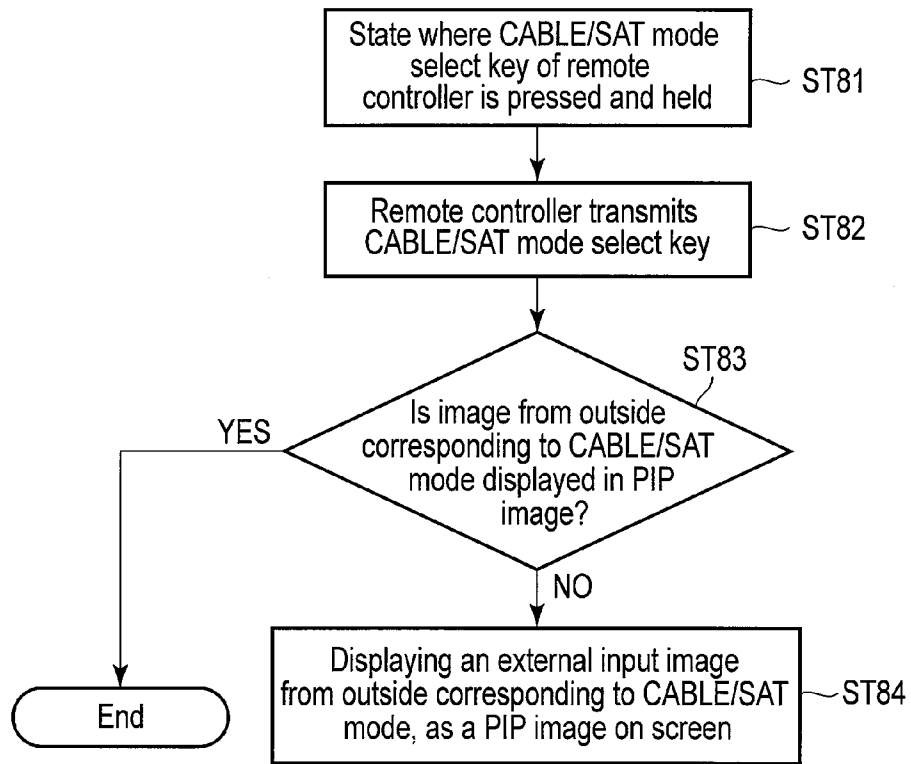 State where CABLE/SAT mode
select key of remote
controller is pressed and held
ST81
Remote controller transmits
CABLE/SAT mode select key
ST82
ST83
Is image from outside
corresponding to CABLE/SAT
mode displayed in PIP
image?
YES
NO
Displaying an external input image
from outside corresponding to CABLE/SAT
mode, as a PIP image on screen
ST84
End